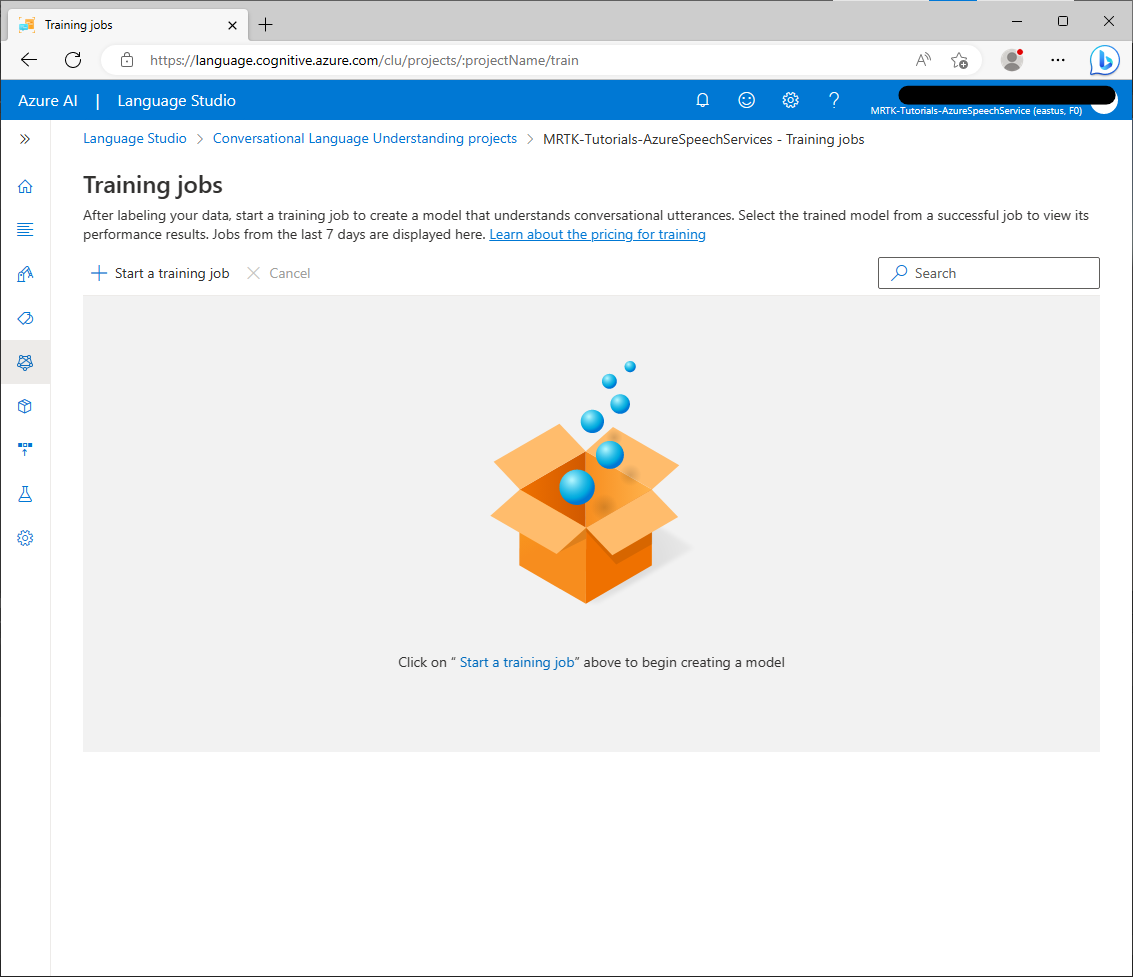 Training jobs
https://language.cognitive.azure.com/clu/projects/:projectName/train
Azure AI | Language Studio
MRTK-Tutorials-AzureSpeechService (eastus, F0)
Language Studio > Conversational Language Understanding projects > MRTK-Tutorials-AzureSpeechServices - Training jobs
Training jobs
After labeling your data, start a training job to create a model that understands conversational utterances. Select the trained model from a successful job to view its
performance results. Jobs from the last 7 days are displayed here. Learn about the pricing for training
Start a training job Cancel Search
Click on “ Start a training job” above to begin creating a model